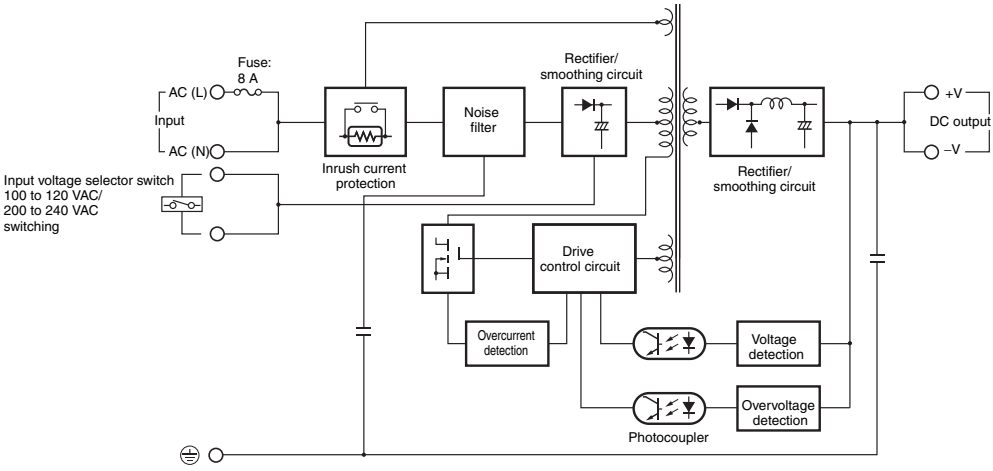 Fuse:
8 A
AC (L)
Input
AC (N)
Input voltage selector switch
100 to 120 VAC/
200 to 240 VAC
switching
Inrush current
protection
Noise
filter
Rectifier/
smoothing circuit
Rectifier/
smoothing circuit
+V
DC output
–V
Drive
control circuit
Overcurrent
detection
Voltage
detection
Overvoltage
detection
Photocoupler